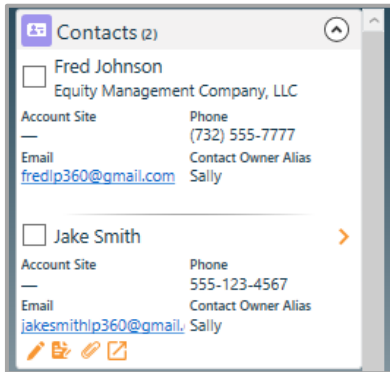 Contacts (2)
Fred Johnson
Equity Management Company, LLC
Account Site Phone
— (732) 555-7777
Email Contact Owner Alias
fredlp360@gmail.com Sally
Jake Smith
Account Site Phone
— 555-123-4567
Email Contact Owner Alias
jakesmithlp360@gmail. Sally